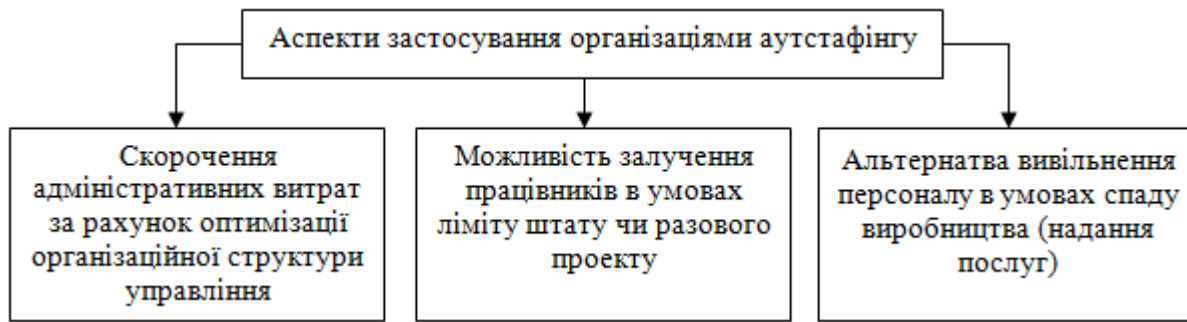 Аспекти застосування організаціями аутстафінгу
Скорочення
адміністративних витрат
за рахунок оптимізації
організаційної структури
управління
Можливість залучення
працівників в умовах
ліміту штату чи разового
проекту
Альтернатва вивільнення
персоналу в умовах спаду
виробництва (надання
послуг)